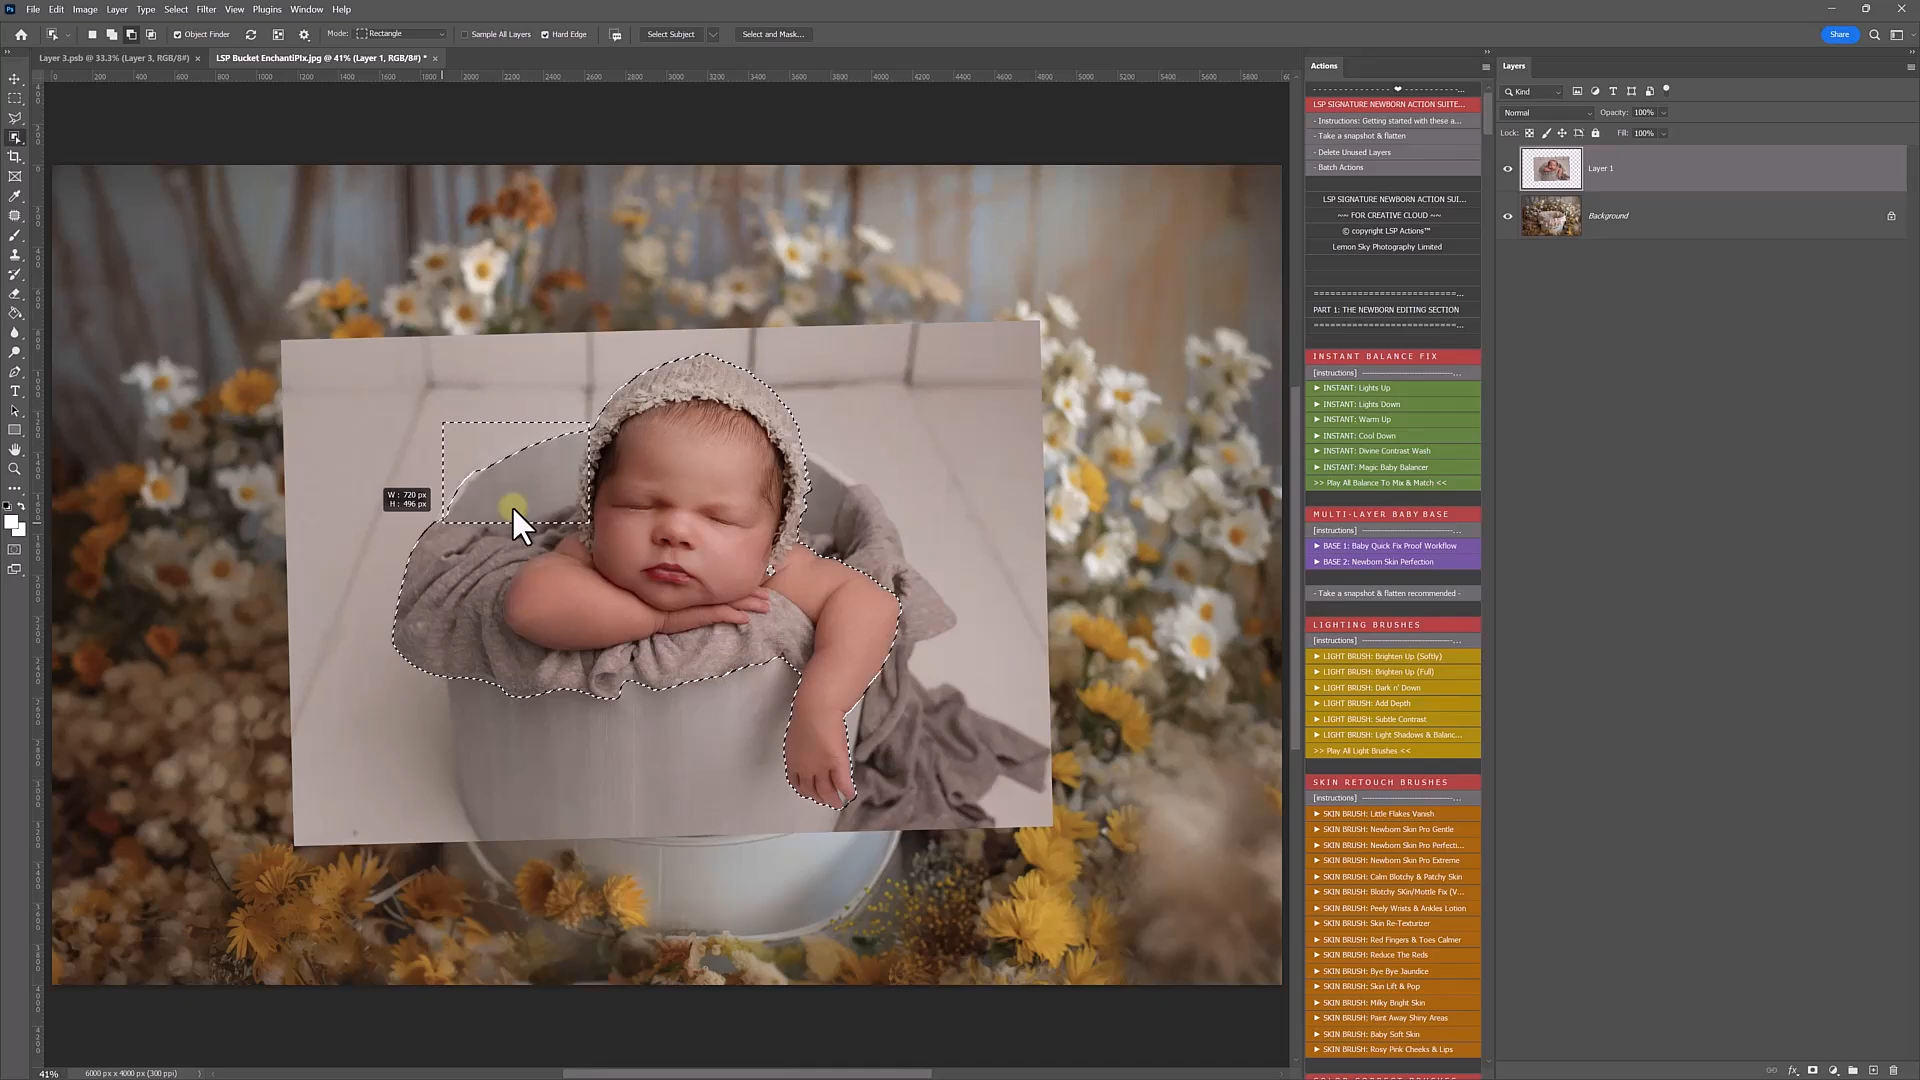 File Edit Image Layer Type Select Filter View Plugins Window Help
Object Finder Mode: Rectangle Sample All Layers Hard Edge Select Subject Select and Mask... Share
Layer 3.psb @ 33.3% (Layer 3, RGB/8#) × LSP Bucket EnchantiPIx.jpg @ 41% (Layer 1, RGB/8#) * ×
W : 720 px
H : 496 px
41% 6000 px x 4000 px (300 ppi)
Actions
LSP SIGNATURE NEWBORN ACTION SUITE...
- Instructions: Getting started with these a...
- Take a snapshot & flatten
- Delete Unused Layers
- Batch Actions
LSP SIGNATURE NEWBORN ACTION SUI...
~~ FOR CREATIVE CLOUD ~~
© copyright LSP Actions™
Lemon Sky Photography Limited
PART 1: THE NEWBORN EDITING SECTION
INSTANT BALANCE FIX
[instructions]
INSTANT: Lights Up
INSTANT: Lights Down
INSTANT: Warm Up
INSTANT: Cool Down
INSTANT: Divine Contrast Wash
INSTANT: Magic Baby Balancer
>> Play All Balance To Mix & Match <<
MULTI-LAYER BABY BASE
[instructions]
BASE 1: Baby Quick Fix Proof Workflow
BASE 2: Newborn Skin Perfection
- Take a snapshot & flatten recommended -
LIGHTING BRUSHES
[instructions]
LIGHT BRUSH: Brighten Up (Softly)
LIGHT BRUSH: Brighten Up (Full)
LIGHT BRUSH: Dark n' Down
LIGHT BRUSH: Add Depth
LIGHT BRUSH: Subtle Contrast
LIGHT BRUSH: Light Shadows & Balanc...
>> Play All Light Brushes <<
SKIN RETOUCH BRUSHES
[instructions]
SKIN BRUSH: Little Flakes Vanish
SKIN BRUSH: Newborn Skin Pro Gentle
SKIN BRUSH: Newborn Skin Pro Perfecti...
SKIN BRUSH: Newborn Skin Pro Extreme
SKIN BRUSH: Calm Blotchy & Patchy Skin
SKIN BRUSH: Blotchy SKin/Mottle Fix (V...
SKIN BRUSH: Peely Wrists & Ankles Lotion
SKIN BRUSH: Skin Re-Texturizer
SKIN BRUSH: Red Fingers & Toes Calmer
SKIN BRUSH: Reduce The Reds
SKIN BRUSH: Bye Bye Jaundice
SKIN BRUSH: Skin Lift & Pop
SKIN BRUSH: Milky Bright Skin
SKIN BRUSH: Paint Away Shiny Areas
SKIN BRUSH: Baby Soft Skin
SKIN BRUSH: Rosy Pink Cheeks & Lips
Layers
Kind
Normal Opacity: 100%
Lock: Fill: 100%
Layer 1
Background